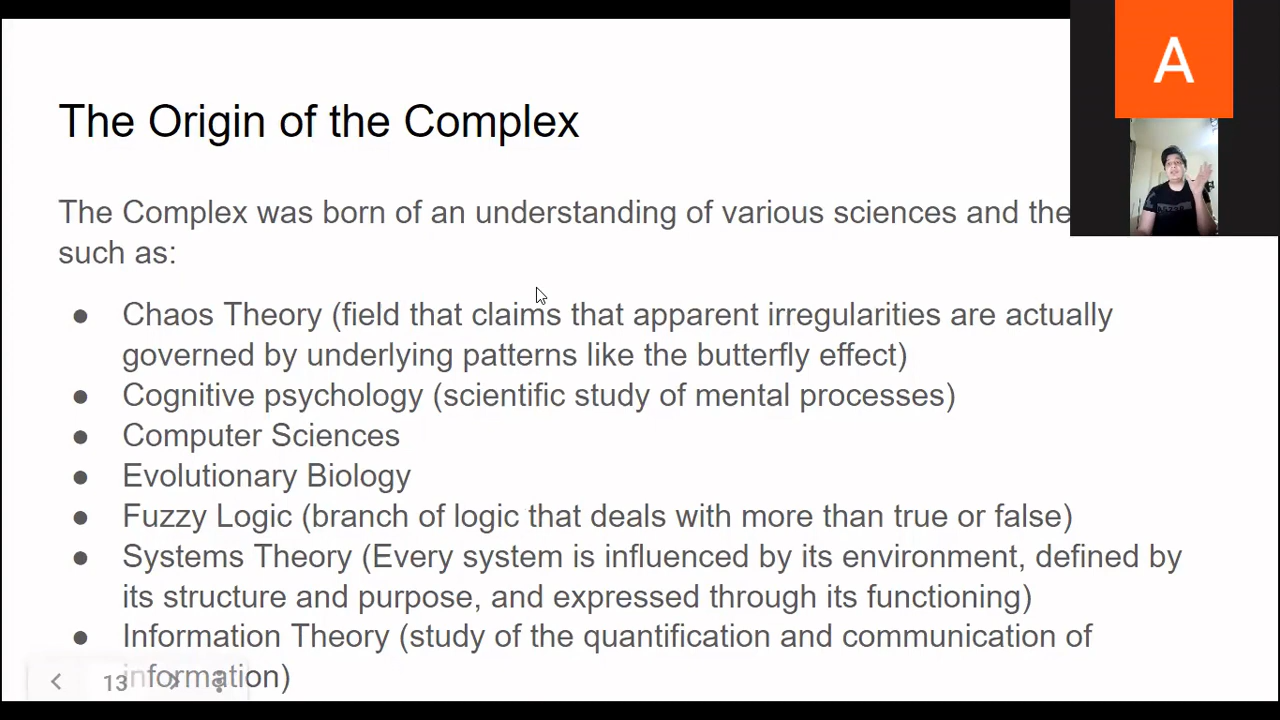 A
The Origin of the Complex
The Complex was born of an understanding of various sciences and the
such as:
● Chaos Theory (field that claims that apparent irregularities are actually
governed by underlying patterns like the butterfly effect)
● Cognitive psychology (scientific study of mental processes)
● Computer Sciences
● Evolutionary Biology
● Fuzzy Logic (branch of logic that deals with more than true or false)
● Systems Theory (Every system is influenced by its environment, defined by
its structure and purpose, and expressed through its functioning)
● Information Theory (study of the quantification and communication of
information)
13